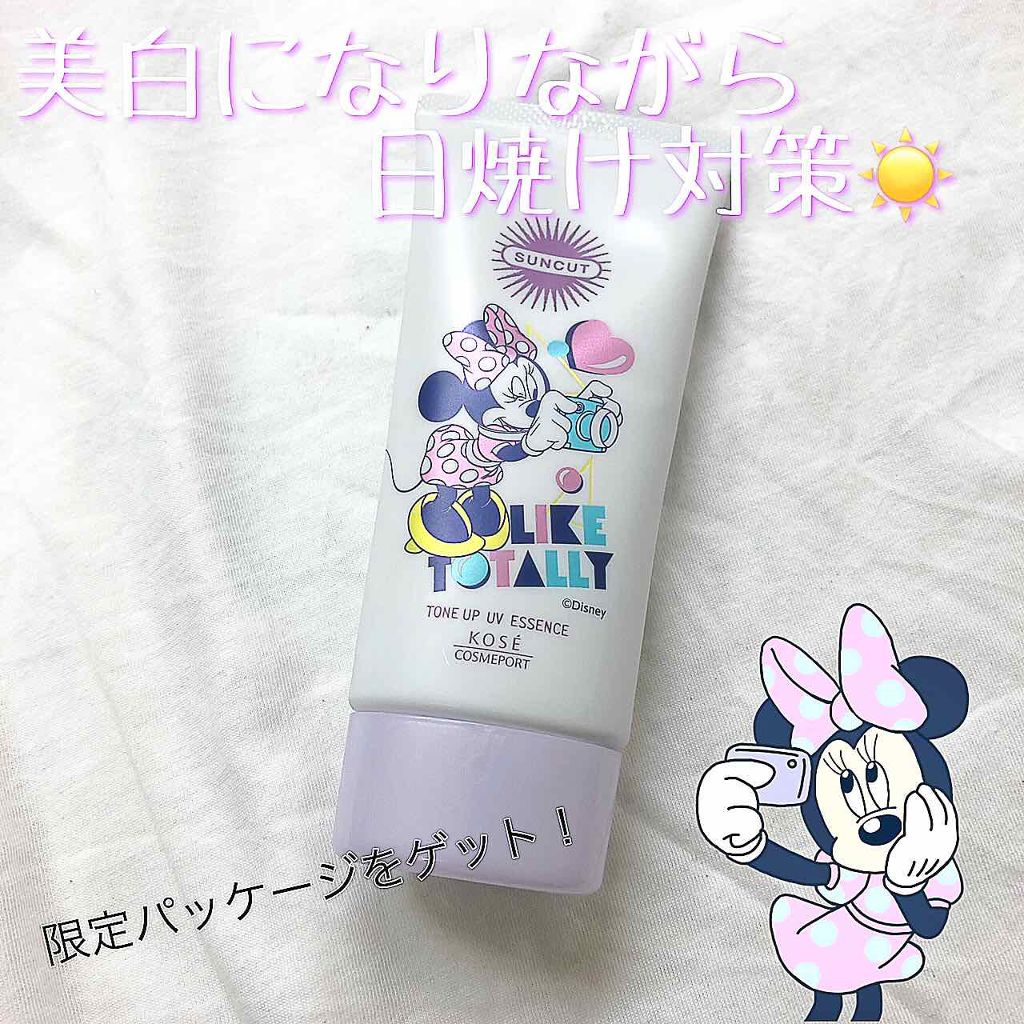 美白になりながら
日焼け対策☀️
SUNCUT
LIKE
TOTALLY
©Disney
TONE UP UV ESSENCE
KOSÉ
COSMEPORT
限定パッケージをゲット！